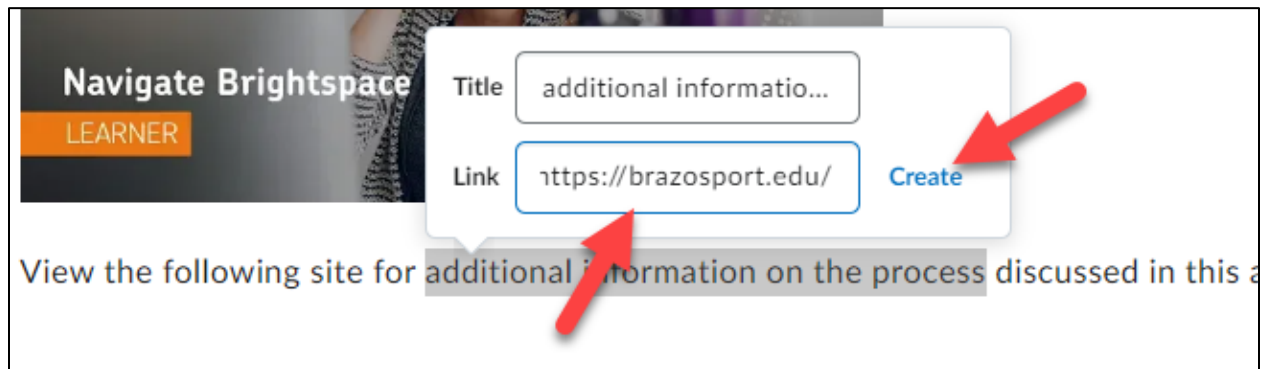 Navigate Brightspace
LEARNER
Title additional informatio...
Link ttps://brazosport.edu/ Create
View the following site for additional information on the process discussed in this